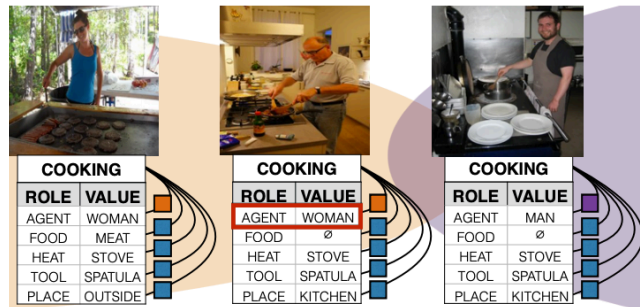 COOKING
ROLE VALUE
AGENT WOMAN
FOOD MEAT
HEAT STOVE
TOOL SPATULA
PLACE OUTSIDE
COOKING
ROLE VALUE
AGENT WOMAN
FOOD ∅
HEAT STOVE
TOOL SPATULA
PLACE KITCHEN
COOKING
ROLE VALUE
AGENT MAN
FOOD ∅
HEAT STOVE
TOOL SPATULA
PLACE KITCHEN